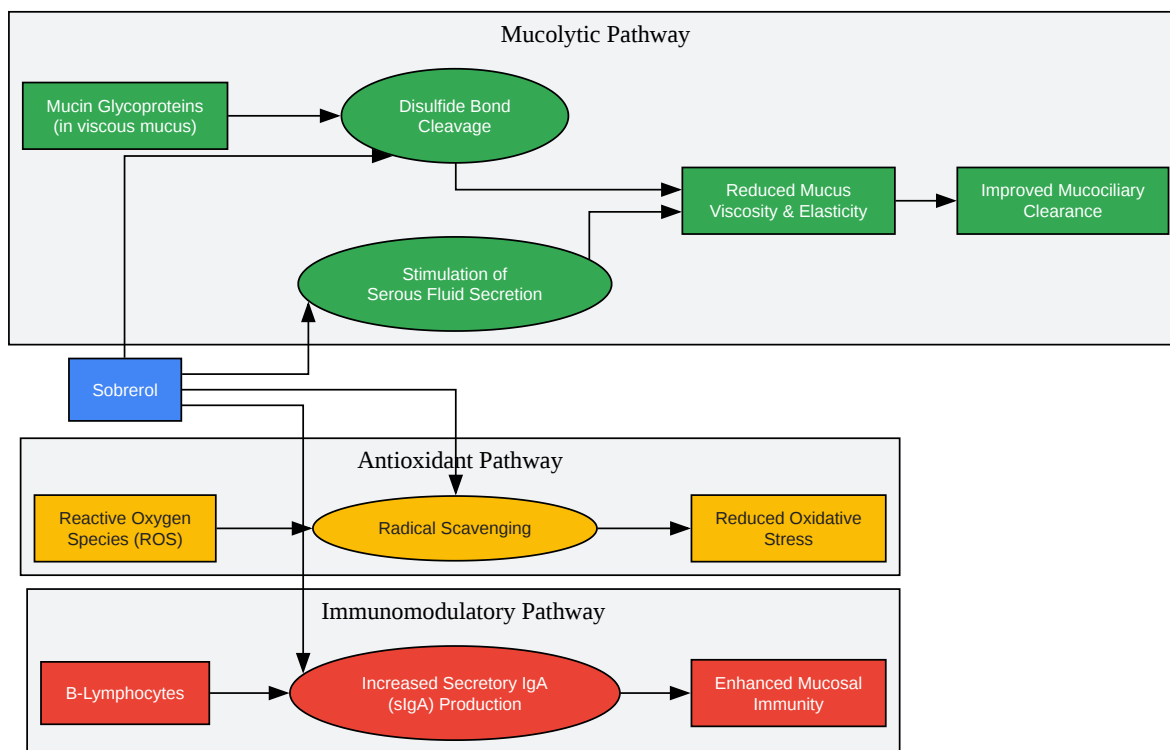 Mucolytic Pathway
Mucin Glycoproteins
(in viscous mucus)
Disulfide Bond
Cleavage
Reduced Mucus
Viscosity & Elasticity
Improved Mucociliary
Clearance
Stimulation of
Serous Fluid Secretion
Sobrerol
Antioxidant Pathway
Reactive Oxygen
Species (ROS)
Radical Scavenging
Reduced Oxidative
Stress
Immunomodulatory Pathway
B-Lymphocytes
Increased Secretory IgA
(sIgA) Production
Enhanced Mucosal
Immunity